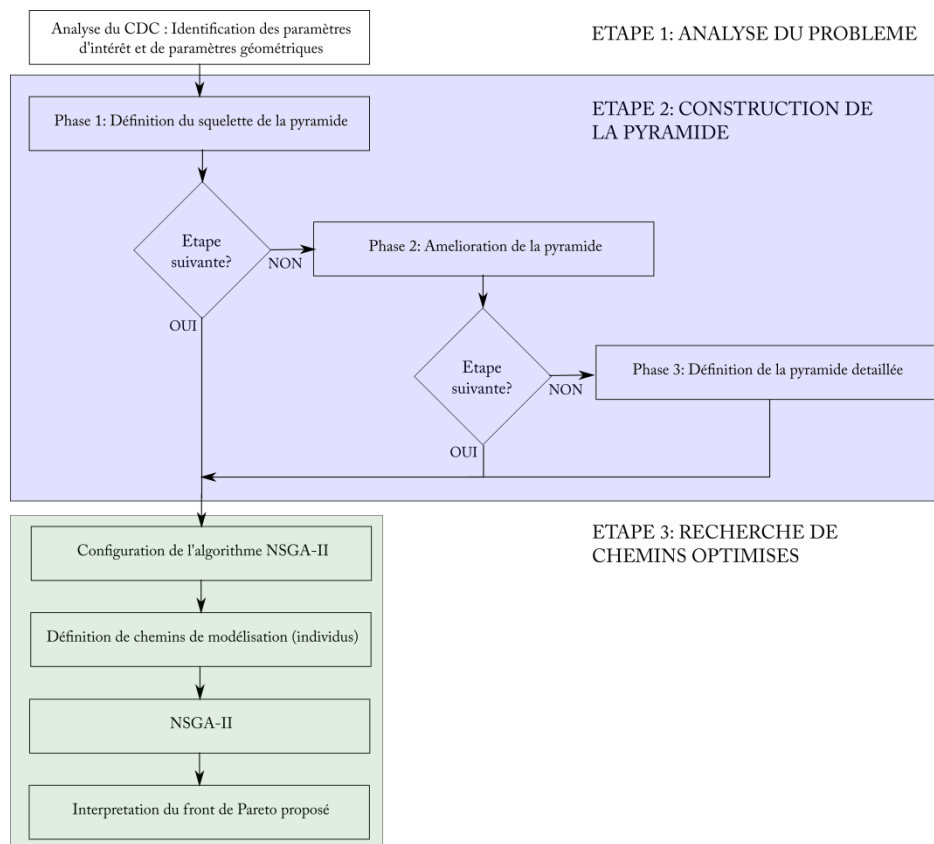 Analyse du CDC : Identification des paramètres
d'intérêt et de paramètres géométriques
ETAPE 1: ANALYSE DU PROBLEME
Phase 1: Définition du squelette de la pyramide
ETAPE 2: CONSTRUCTION DE
LA PYRAMIDE
Etape
suivante?
NON
OUI
Phase 2: Amelioration de la pyramide
Etape
suivante?
NON
OUI
Phase 3: Définition de la pyramide detaillée
ETAPE 3: RECHERCHE DE
CHEMINS OPTIMISES
Configuration de l'algorithme NSGA-II
Définition de chemins de modélisation (individus)
NSGA-II
Interpretation du front de Pareto proposé